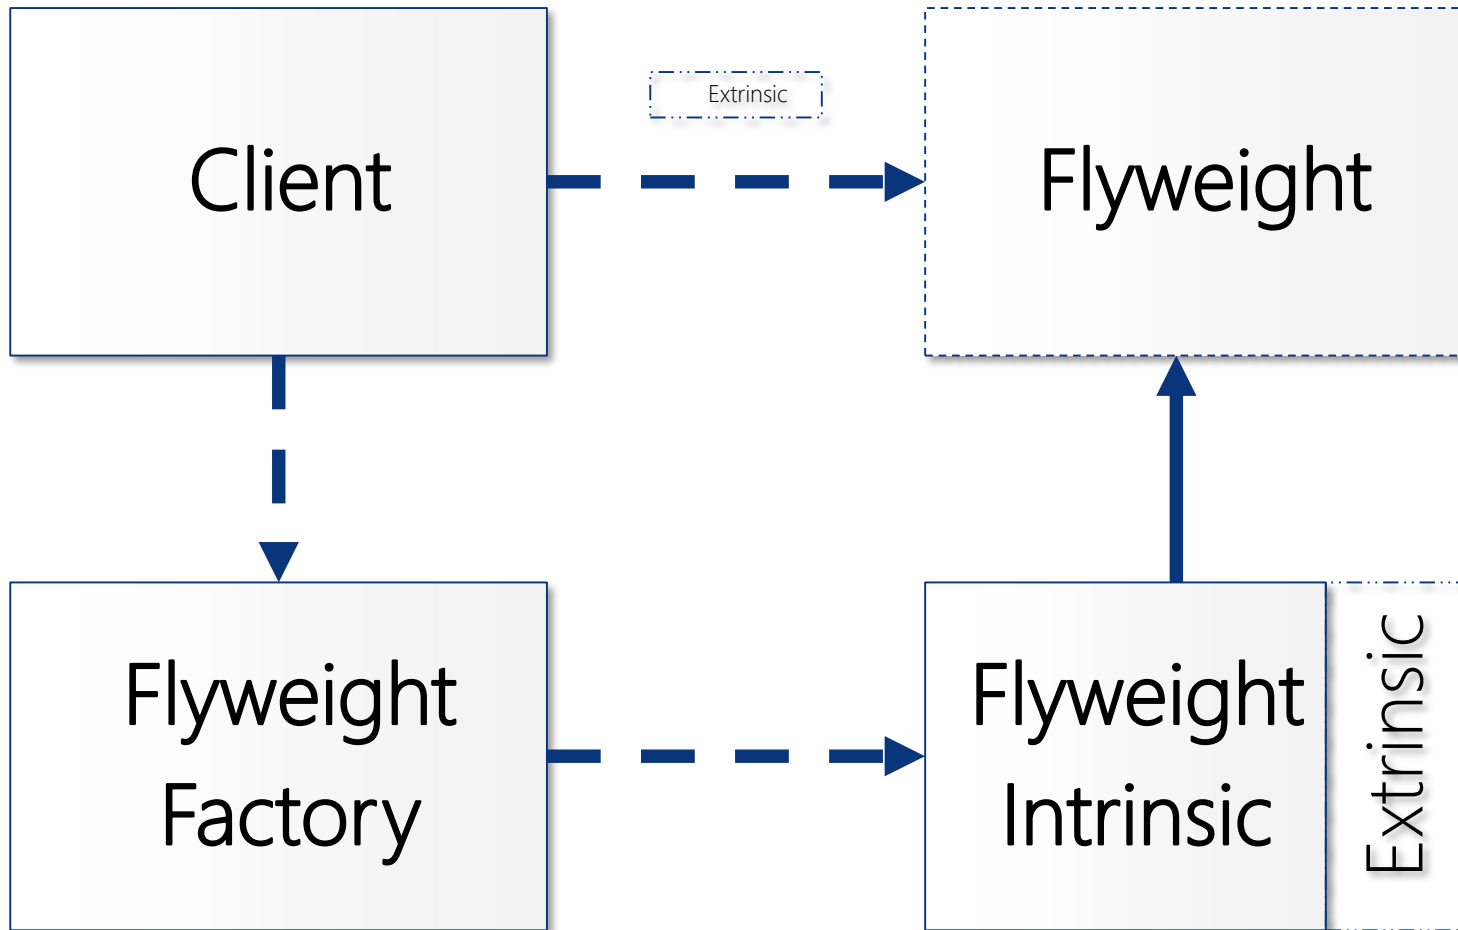 Client
Extrinsic
Flyweight
Flyweight
Factory
Flyweight
Intrinsic
Extrinsic